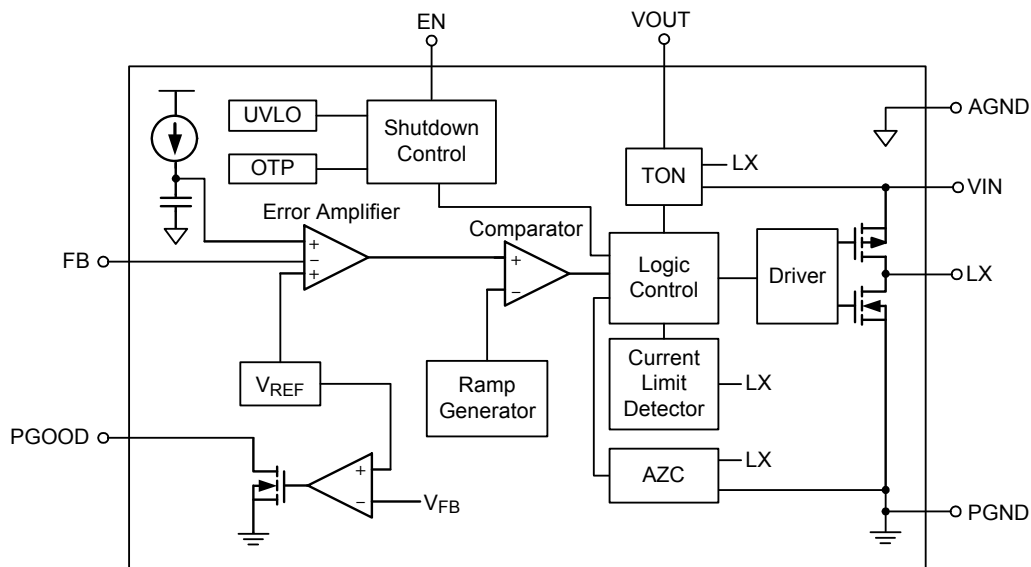 EN
VOUT
AGND
UVLO
Shutdown
Control
OTP
TON
LX
VIN
Error Amplifier
Comparator
FB
+
−
+
+
−
Logic
Control
Driver
LX
VREF
Ramp
Generator
Current
Limit
Detector
LX
PGOOD
+
−
VFB
AZC
LX
PGND